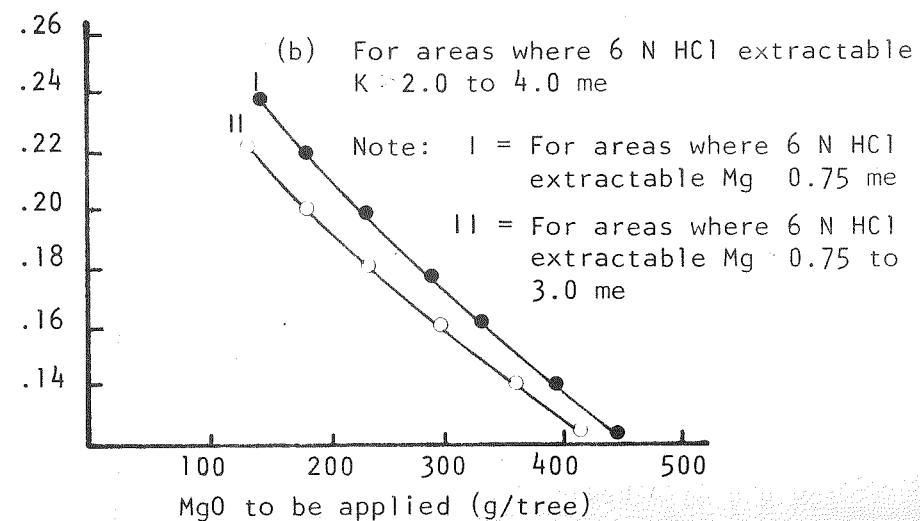 .26
.24
.22
.20
.18
.16
.14
(b) For areas where 6 N HCl extractable
K 2.0 to 4.0 me
Note: I = For areas where 6 N HCl
extractable Mg 0.75 me
II = For areas where 6 N HCl
extractable Mg 0.75 to
3.0 me
I
II
100 200 300 400 500
MgO to be applied (g/tree)